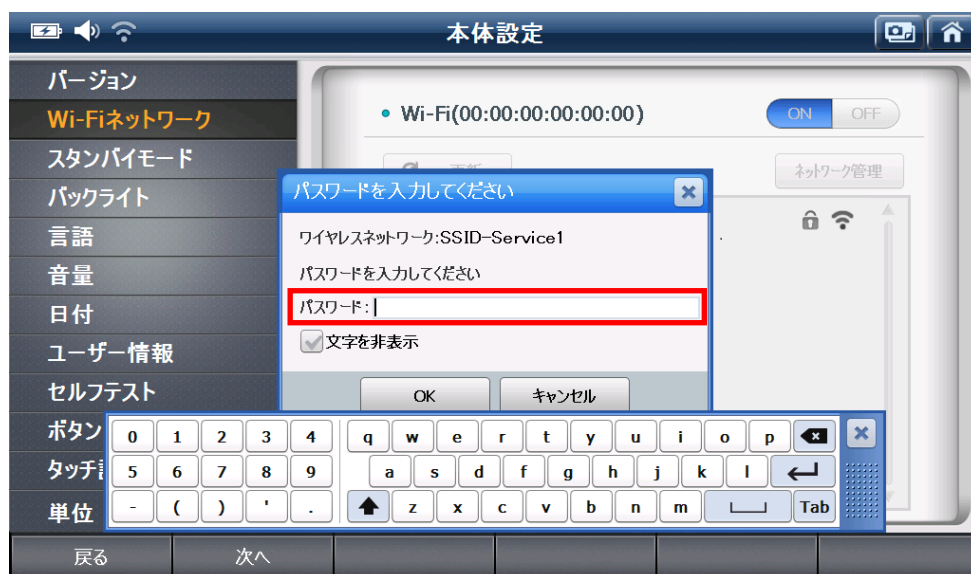 本体設定
バージョン
Wi-Fiネットワーク
スタンバイモード
バックライト
言語
音量
日付
ユーザー情報
セルフテスト
ボタン
タッチ
単位
• Wi-Fi(00:00:00:00:00:00)
ON OFF
更新
ネットワーク管理
パスワードを入力してください
ワイヤレスネットワーク:SSID-Service1
パスワードを入力してください
パスワード:
文字を非表示
OK キャンセル
0 1 2 3 4 q w e r t y u i o p
5 6 7 8 9 a s d f g h j k l
- ( ) ' . z x c v b n m Tab
戻る 次へ